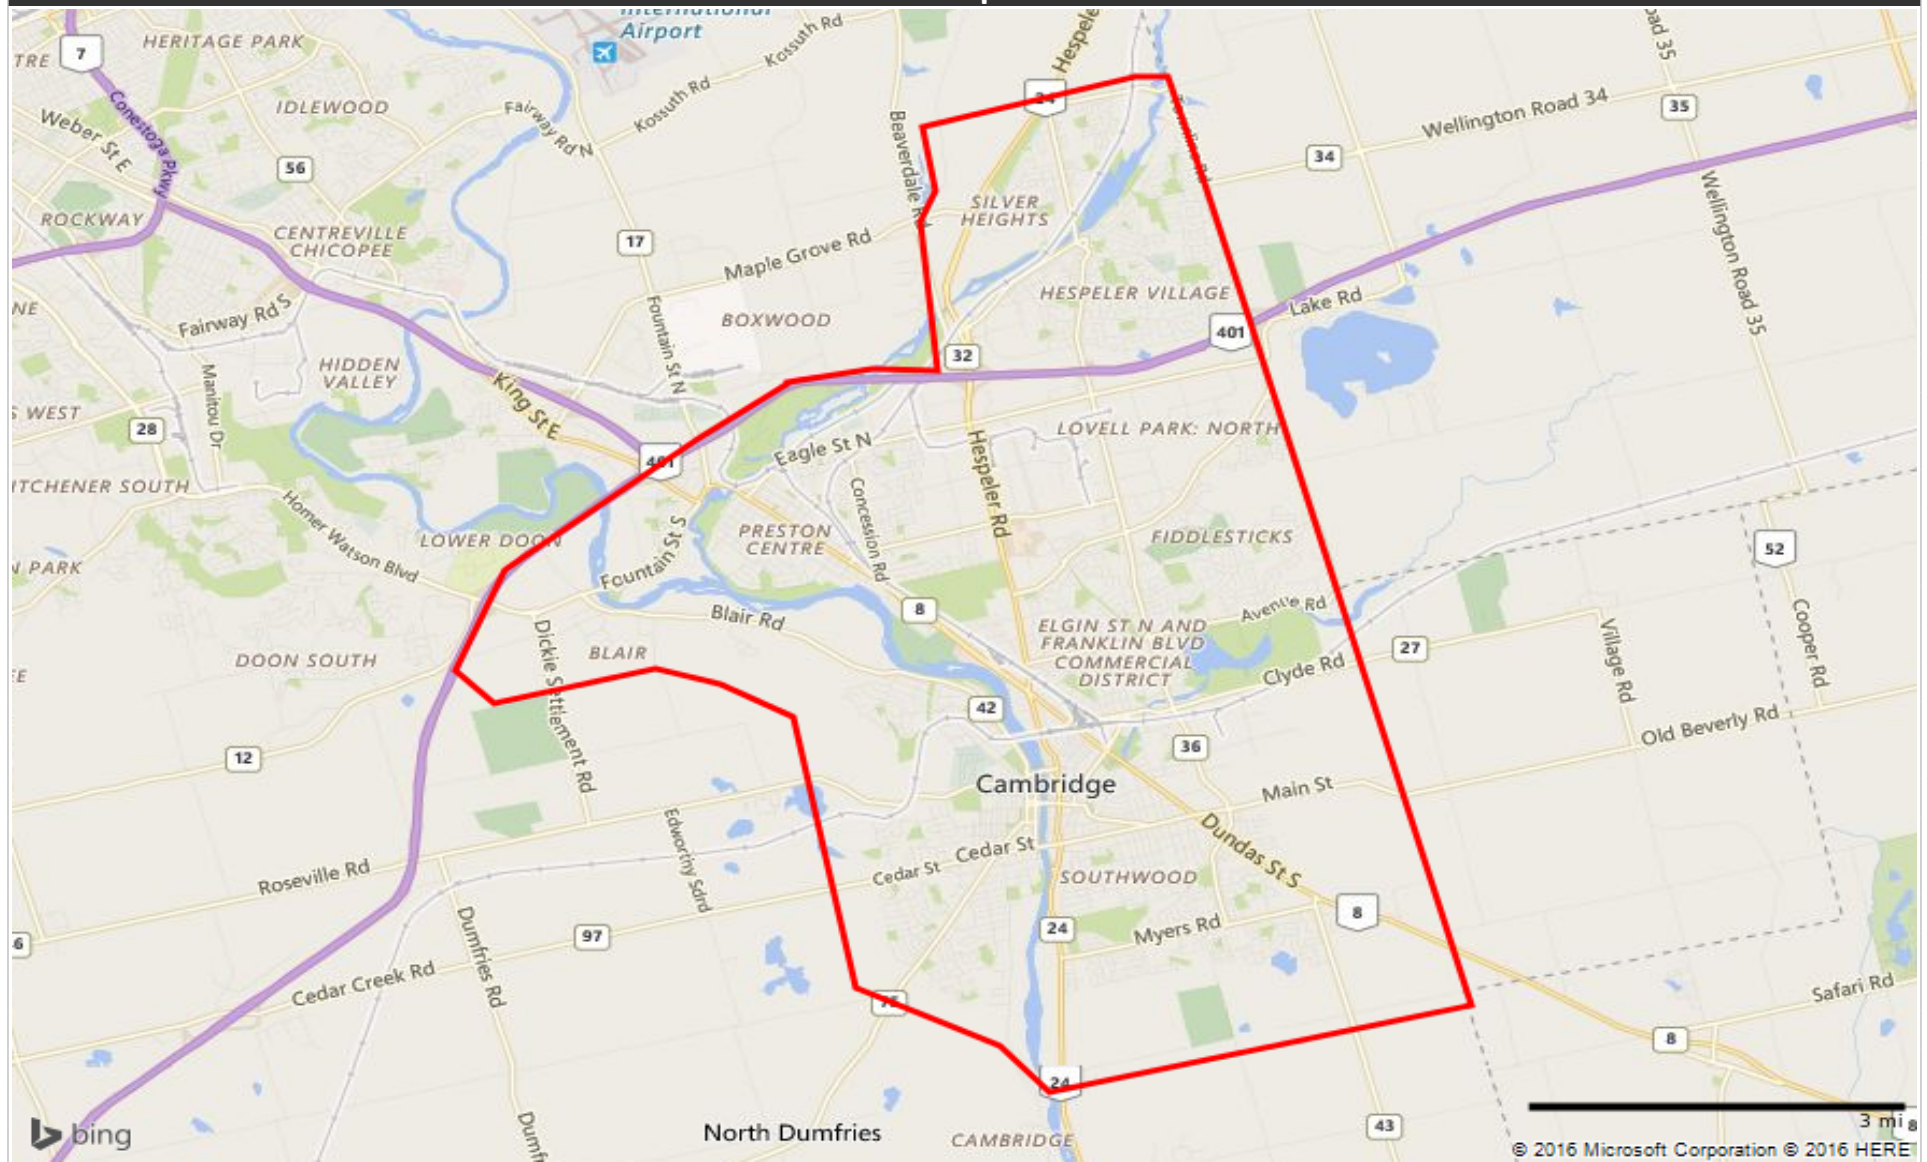 International
Airport
HERITAGE PARK
7
TRE
Kossuth Rd
Hespele
24
IDLEWOOD
Fairway Rd N
Kossuth Rd
Weber St E
Conestoga Pkwy
56
Beaverdale Rd
Wellington Road 34
35
34
Wellington Road 35
ROCKWAY
CENTREVILLE
CHICOPEE
17
Maple Grove Rd
SILVER
HEIGHTS
HESPELER VILLAGE
Lake Rd
401
NE
Fairway Rd S
Fountain St N
BOXWOOD
32
HIDDEN
VALLEY
Manitou Dr
King St E
S WEST
28
401
Eagle St N
Hespeler Rd
LOVELL PARK: NORTH
ITCHENER SOUTH
Homer Watson Blvd
LOWER DOON
Fountain St S
PRESTON
CENTRE
Concession Rd
FIDDLESTICKS
52
N PARK
Blair Rd
8
Avenue Rd
ELGIN ST N AND
FRANKLIN BLVD
COMMERCIAL
DISTRICT
Clyde Rd
27
Village Rd
Cooper Rd
DOON SOUTH
Dickie Settlement Rd
BLAIR
42
36
Old Beverly Rd
12
Cambridge
Main St
Roseville Rd
Edworthy Sdrd
Cedar St
Cedar St
Dundas St S
SOUTHWOOD
8
Dumfries Rd
97
24
Myers Rd
Cedar Creek Rd
75
Safari Rd
8
24
bing
North Dumfries
CAMBRIDGE
43
3 mi
8
© 2016 Microsoft Corporation © 2016 HERE